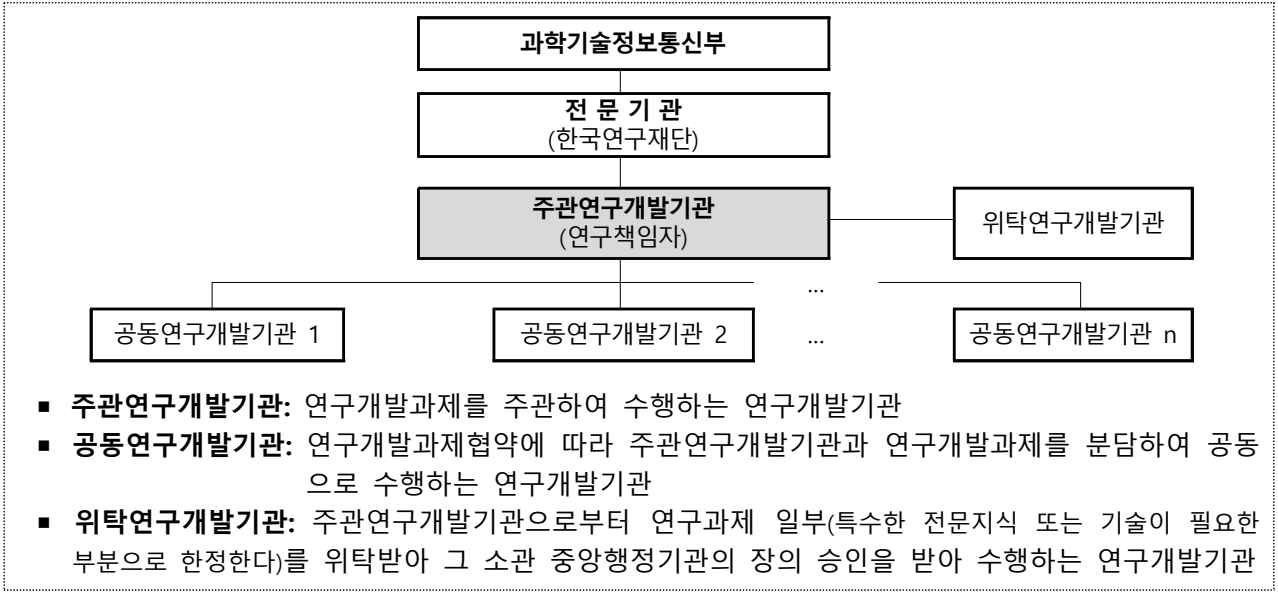 과학기술정보통신부
전 문 기 관
(한국연구재단)
주관연구개발기관
(연구책임자)
위탁연구개발기관
...
공동연구개발기관 1
공동연구개발기관 2
...
공동연구개발기관 n
▪ 주관연구개발기관: 연구개발과제를 주관하여 수행하는 연구개발기관
▪ 공동연구개발기관: 연구개발과제협약에 따라 주관연구개발기관과 연구개발과제를 분담하여 공동
으로 수행하는 연구개발기관
▪ 위탁연구개발기관: 주관연구개발기관으로부터 연구과제 일부(특수한 전문지식 또는 기술이 필요한
부분으로 한정한다)를 위탁받아 그 소관 중앙행정기관의 장의 승인을 받아 수행하는 연구개발기관